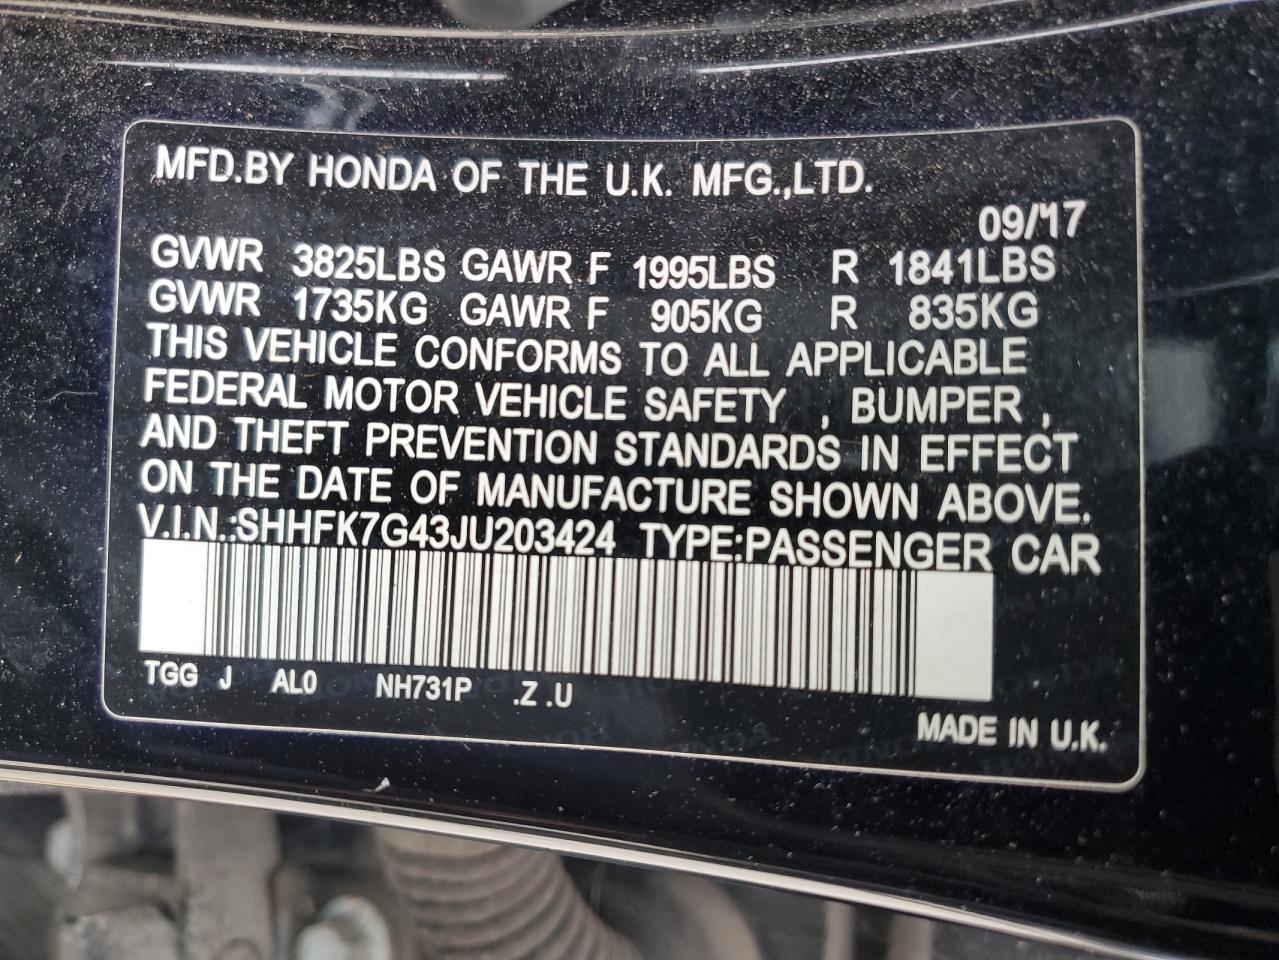 MFD.BY HONDA OF THE U.K. MFG.,LTD.
09/17
GVWR 3825LBS GAWR F 1995LBS R 1841LBS
GVWR 1735KG GAWR F 905KG R 835KG
THIS VEHICLE CONFORMS TO ALL APPLICABLE
FEDERAL MOTOR VEHICLE SAFETY , BUMPER ,
AND THEFT PREVENTION STANDARDS IN EFFECT
ON THE DATE OF MANUFACTURE SHOWN ABOVE.
V.I.N.:SHHFK7G43JU203424 TYPE:PASSENGER CAR
TGG J AL0 NH731P .Z .U
MADE IN U.K.